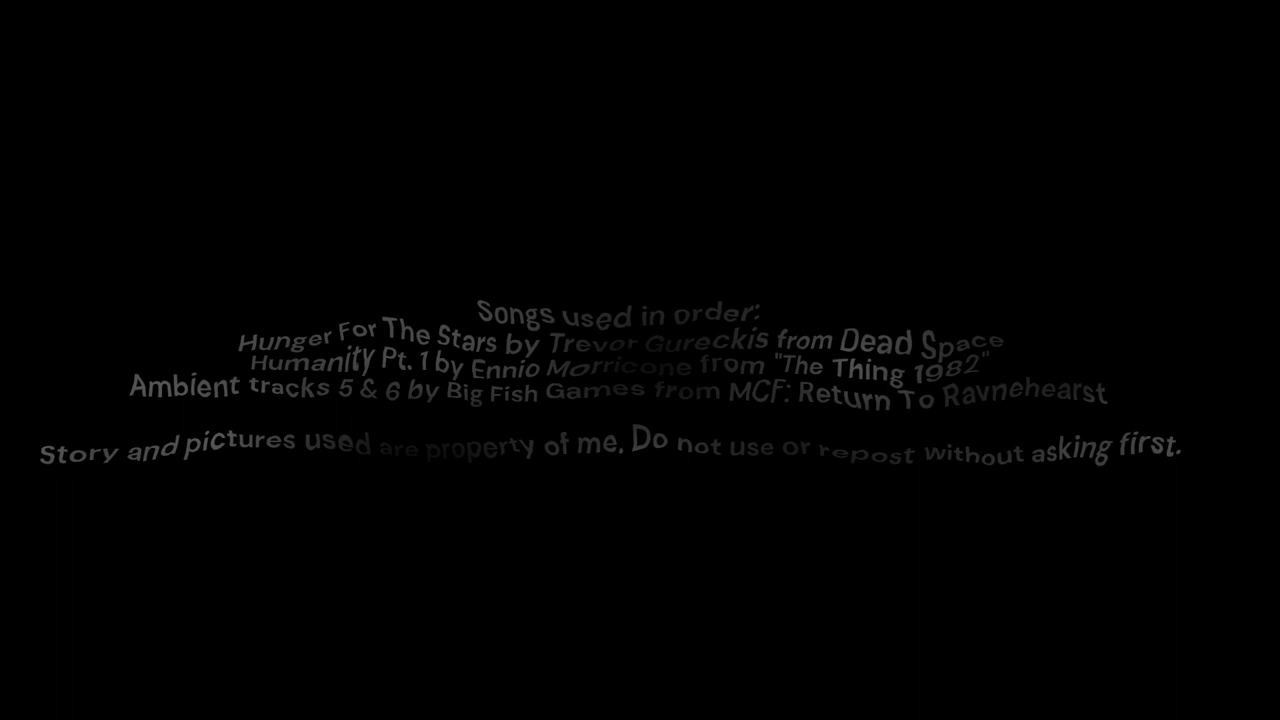 Songs used in order:
Hunger For The Stars by Trevor Gureckis from Dead Space
Humanity Pt. 1 by Ennio Morricone from "The Thing 1982"
Ambient tracks 5 & 6 by Big Fish Games from MCF: Return To Ravnehearst
Story and pictures used are property of me. Do not use or repost without asking first.